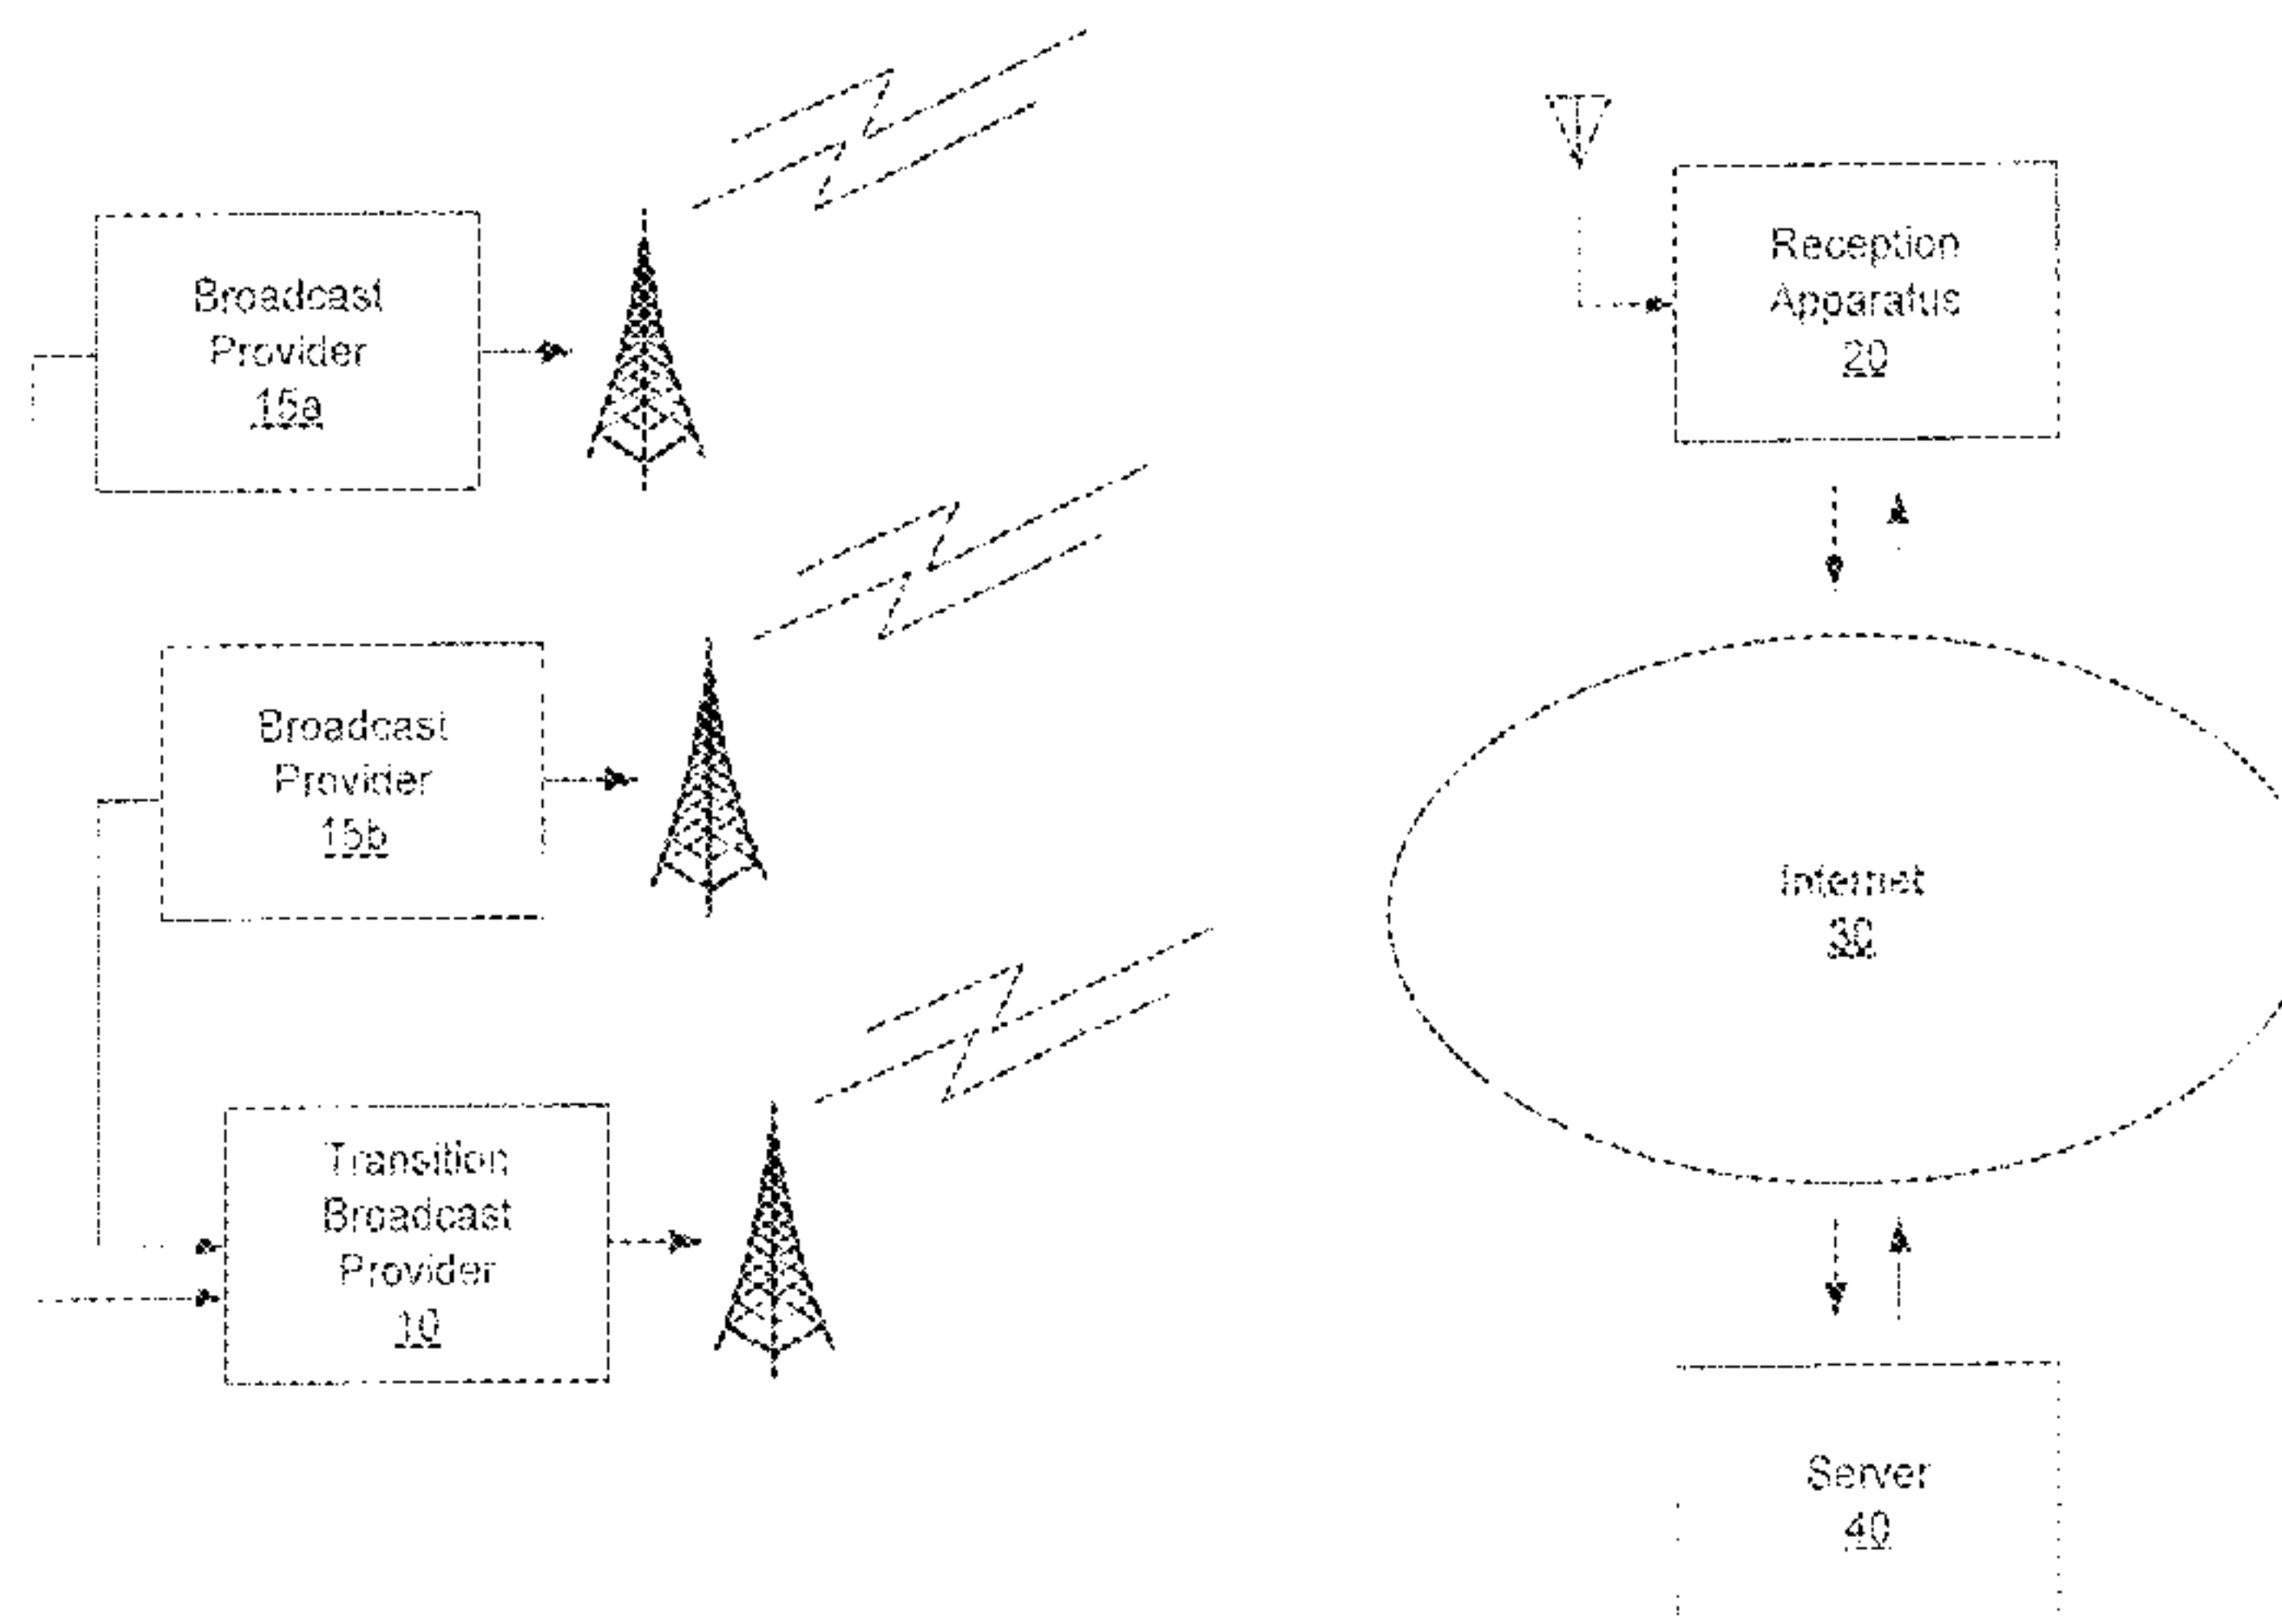 Broadcast
Provider
15a
Reception
Apparatus
20
Broadcast
Provider
15b
Internet
30
Transition
Broadcast
Provider
10
Server
40